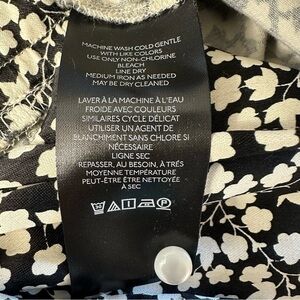 MACHINE WASH COLD GENTLE
WITH LIKE COLORS
USE ONLY NON-CHLORINE
BLEACH
LINE DRY
MEDIUM IRON AS NEEDED
MAY BE DRY CLEANED
LAVER À LA MACHINE À L'EAU
FROIDE AVEC COULEURS
SIMILAIRES CYCLE DÉLICAT
UTILISER UN AGENT DE
BLANCHIMENT SANS CHLORE SI
NÉCESSAIRE
LIGNE SEC
REPASSER, AU BESOIN, À TRÉS
MOYENNE TEMPÉRATURE
PEUT-ÊTRE ÊTRE NETTOYÉE
À SEC